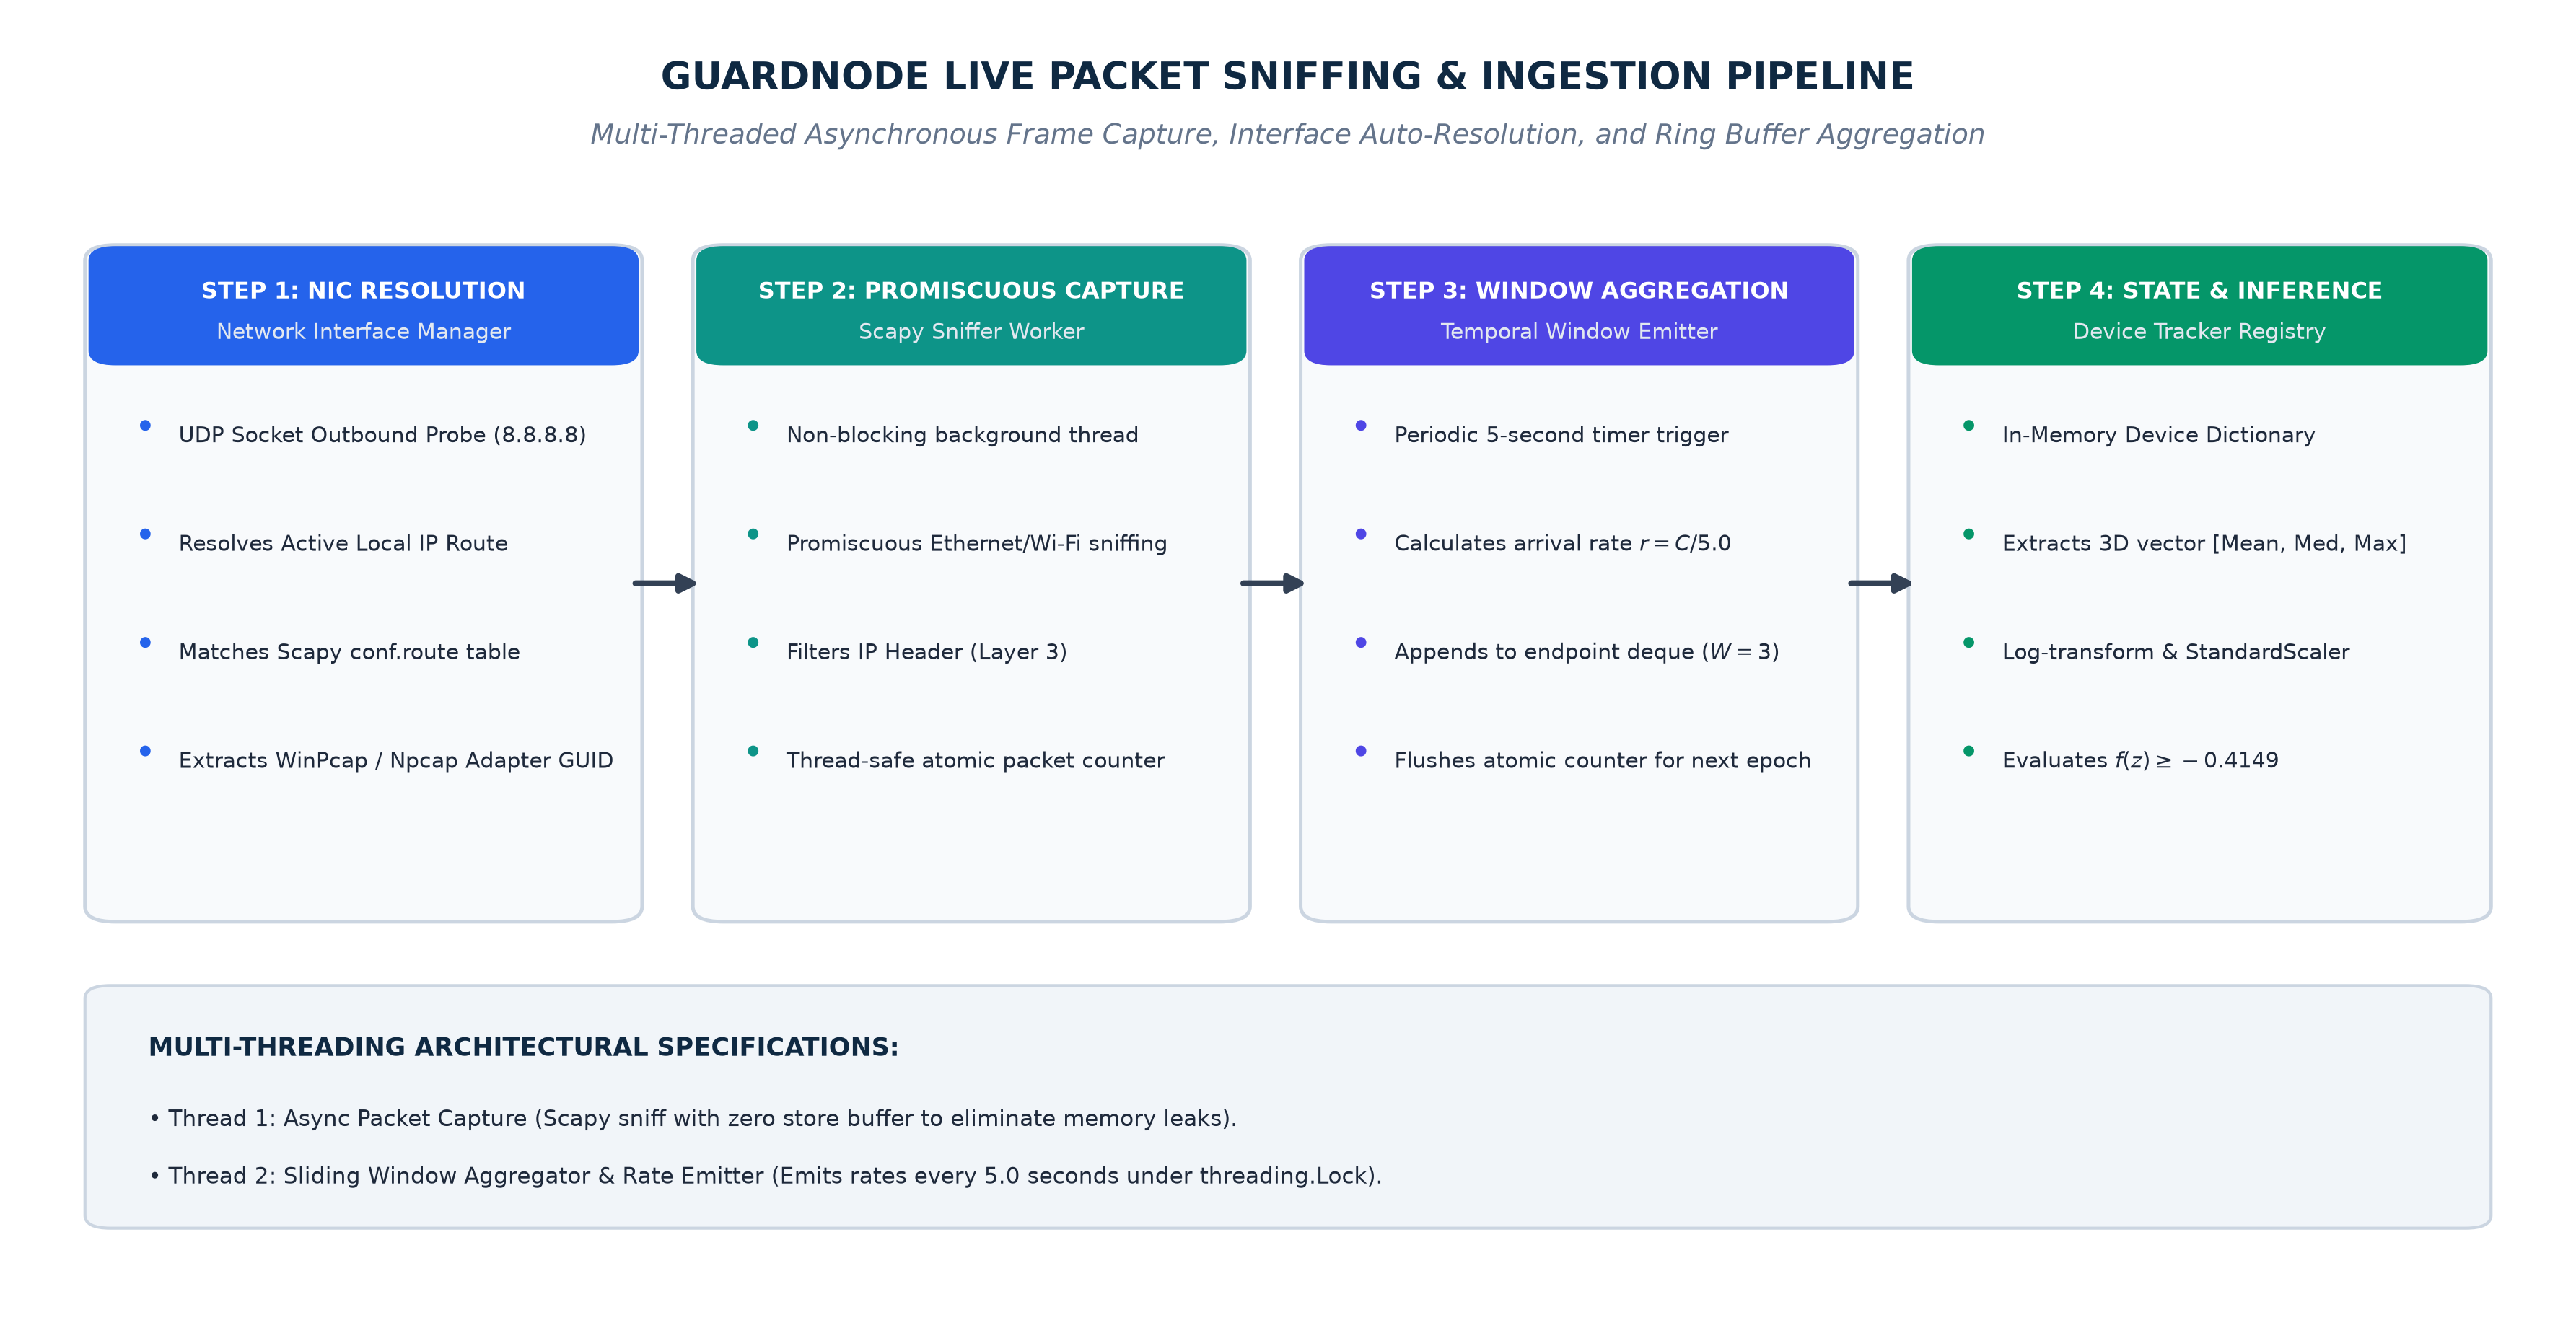 GUARDNODE LIVE PACKET SNIFFING & INGESTION PIPELINE
Multi-Threaded Asynchronous Frame Capture, Interface Auto-Resolution, and Ring Buffer Aggregation
STEP 1: NIC RESOLUTION
Network Interface Manager
• UDP Socket Outbound Probe (8.8.8.8)
• Resolves Active Local IP Route
• Matches Scapy conf.route table
• Extracts WinPcap / Npcap Adapter GUID
STEP 2: PROMISCUOUS CAPTURE
Scapy Sniffer Worker
• Non-blocking background thread
• Promiscuous Ethernet/Wi-Fi sniffing
• Filters IP Header (Layer 3)
• Thread-safe atomic packet counter
STEP 3: WINDOW AGGREGATION
Temporal Window Emitter
• Periodic 5-second timer trigger
• Calculates arrival rate r = C/5.0
• Appends to endpoint deque (W = 3)
• Flushes atomic counter for next epoch
STEP 4: STATE & INFERENCE
Device Tracker Registry
• In-Memory Device Dictionary
• Extracts 3D vector [Mean, Med, Max]
• Log-transform & StandardScaler
• Evaluates f(z) ≥ −0.4149
MULTI-THREADING ARCHITECTURAL SPECIFICATIONS:
• Thread 1: Async Packet Capture (Scapy sniff with zero store buffer to eliminate memory leaks).
• Thread 2: Sliding Window Aggregator & Rate Emitter (Emits rates every 5.0 seconds under threading.Lock).